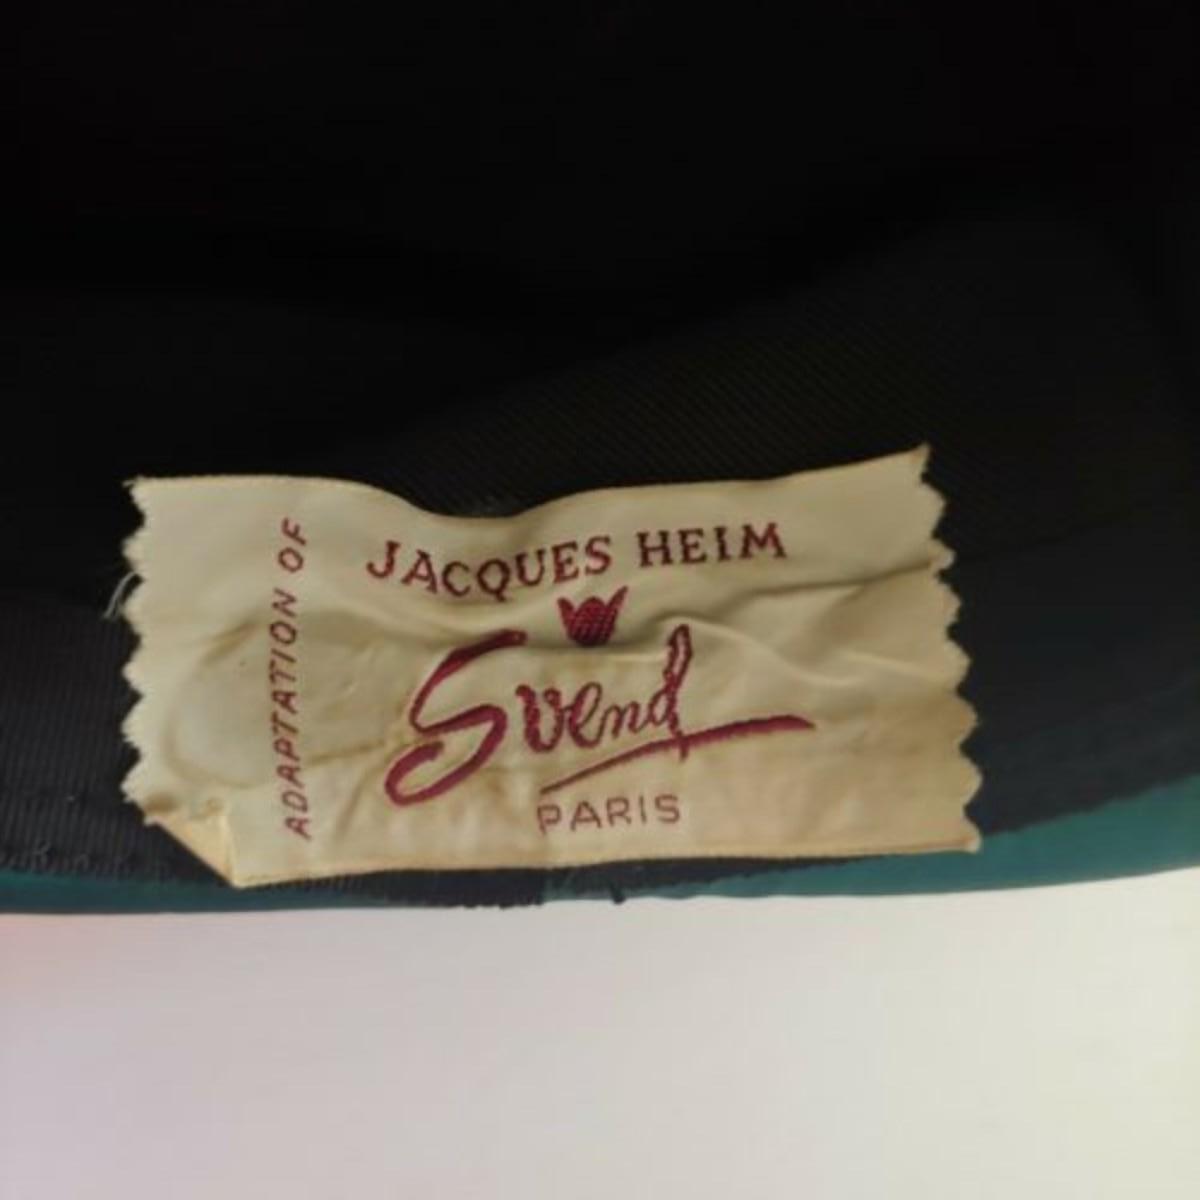 ADAPTATION OF
JACQUES HEIM
Svend
PARIS